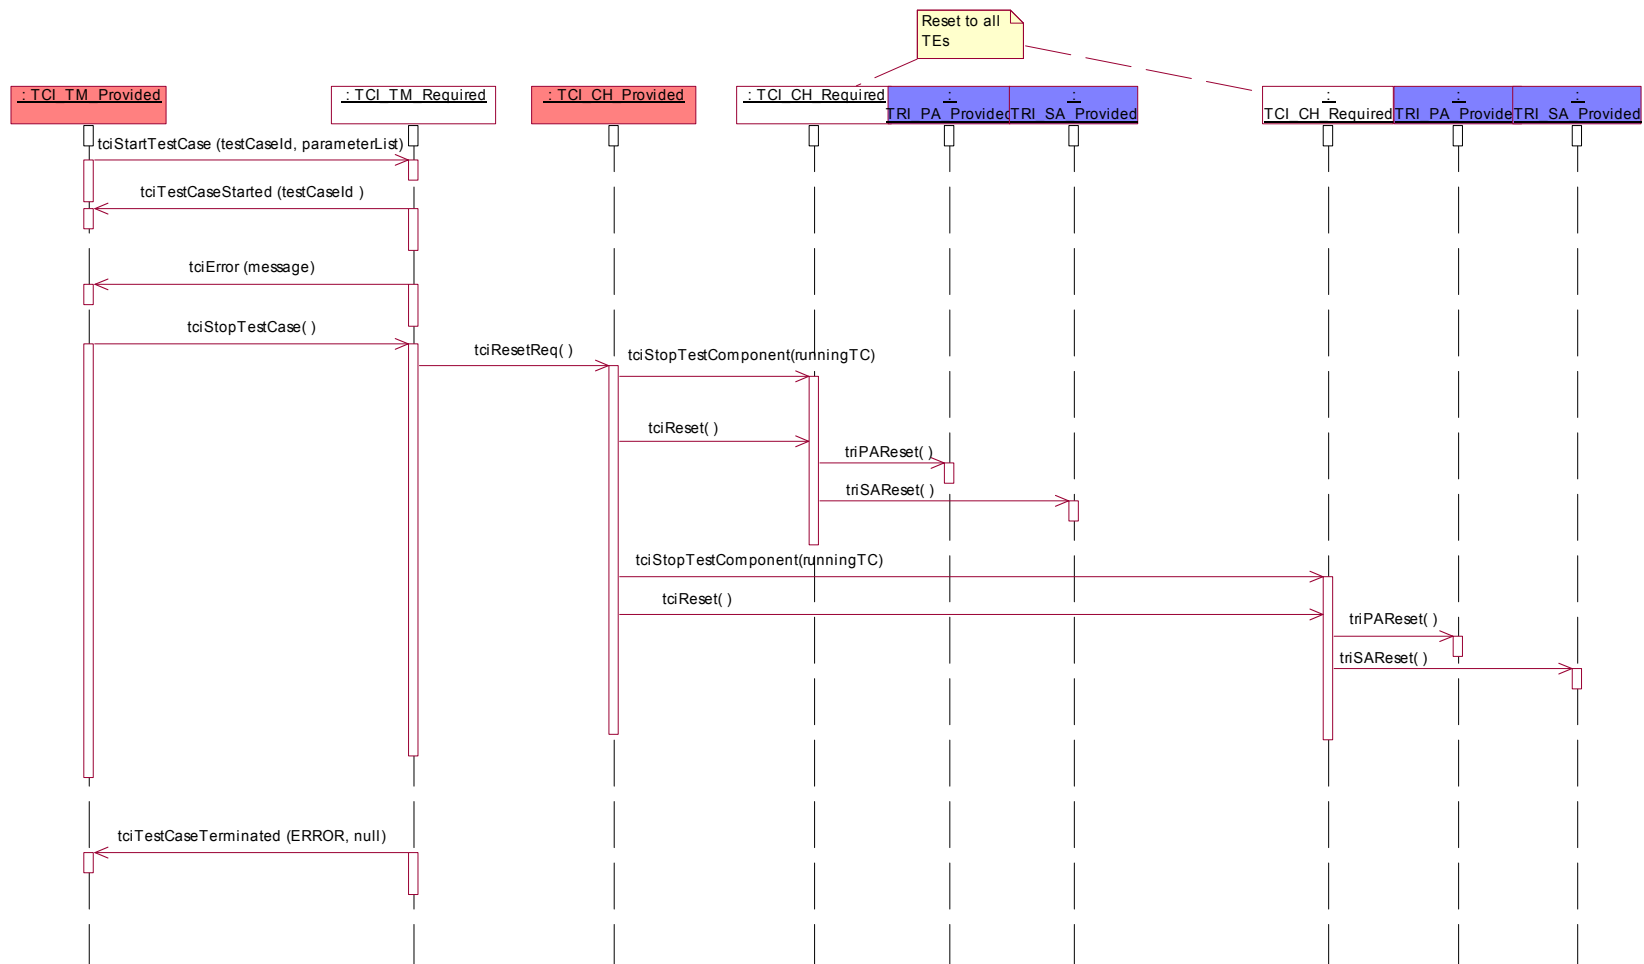 Reset to all
TEs
: TCI_TM_Provided
: TCI_TM_Required
: TCI_CH_Provided
: TCI_CH_Required
:
TRI_PA_Provided
:
TRI_SA_Provided
:
TCI_CH_Required
:
TRI_PA_Provide
:
TRI_SA_Provided
tciStartTestCase (testCaseId, parameterList)
tciTestCaseStarted (testCaseId )
tciError (message)
tciStopTestCase( )
tciResetReq( )
tciStopTestComponent(runningTC)
tciReset( )
triPAReset( )
triSAReset( )
tciStopTestComponent(runningTC)
tciReset( )
triPAReset( )
triSAReset( )
tciTestCaseTerminated (ERROR, null)